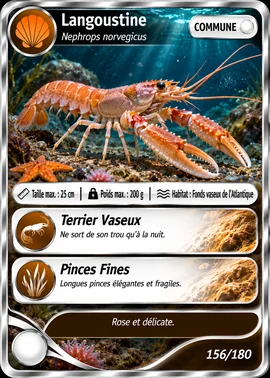 Langoustine
COMMUNE
Nephrops norvegicus
Taille max. : 25 cm | Poids max. : 200 g | Habitat : Fonds vaseux de l'Atlantique
Terrier Vaseux
Ne sort de son trou qu'à la nuit.
Pinces Fines
Longues pinces élégantes et fragiles.
Rose et délicate.
156/180